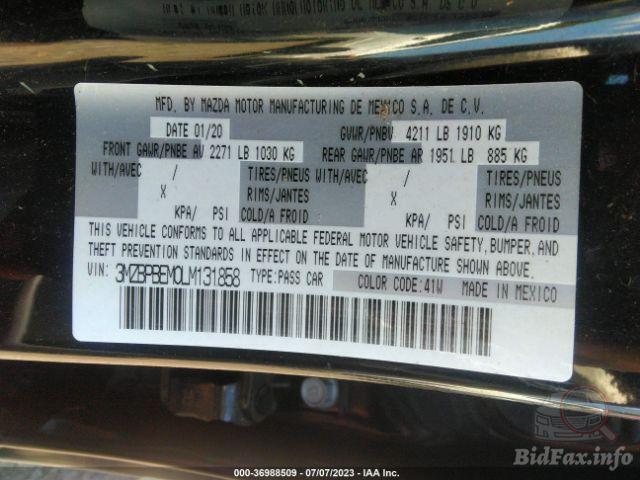 MFD. BY MAZDA MOTOR MANUFACTURING DE MEXICO S.A. DE C.V.
DATE 01/20 GVWR/PNBV 4211 LB 1910 KG
FRONT GAWR/PNBE AV 2271 LB 1030 KG REAR GAWR/PNBE AR 1951 LB 885 KG
WITH/AVEC / TIRES/PNEUS WITH/AVEC / TIRES/PNEUS
X RIMS/JANTES X RIMS/JANTES
KPA/ PSI COLD/A FROID KPA/ PSI COLD/A FROID
THIS VEHICLE CONFORMS TO ALL APPLICABLE FEDERAL MOTOR VEHICLE SAFETY, BUMPER, AND
THEFT PREVENTION STANDARDS IN EFFECT ON THE DATE OF MANUFACTURE SHOWN ABOVE.
VIN: 3MZBPBEM0LM131858 TYPE:PASS CAR COLOR CODE:41W MADE IN MEXICO
000-36988509 - 07/07/2023 - IAA Inc.
BidFax.info